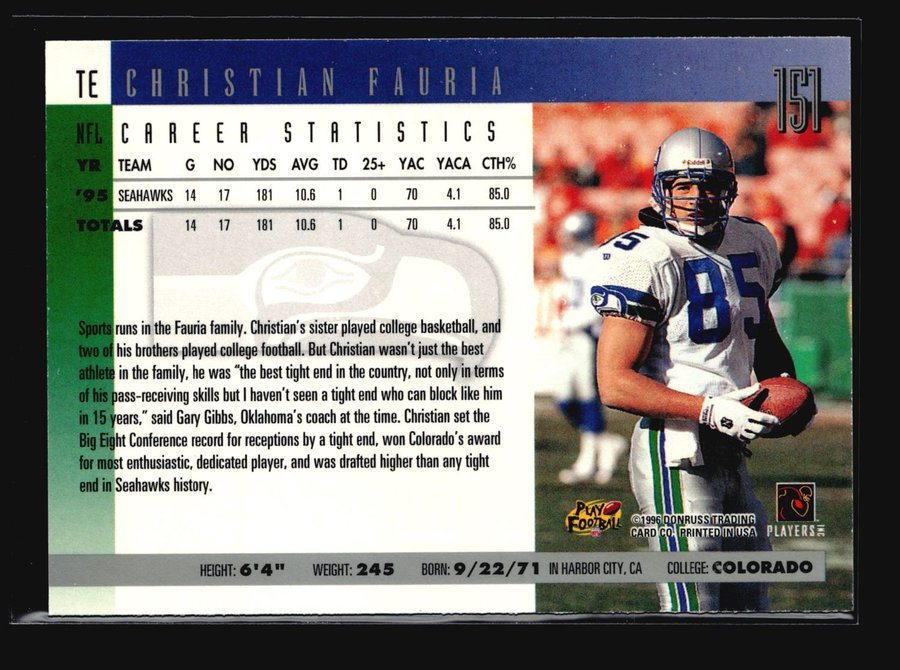 TE CHRISTIAN FAURIA 151
NFL CAREER STATISTICS
YR TEAM G NO YDS AVG TD 25+ YAC YACA CTH%
'95 SEAHAWKS 14 17 181 10.6 1 0 70 4.1 85.0
TOTALS 14 17 181 10.6 1 0 70 4.1 85.0
Sports runs in the Fauria family. Christian's sister played college basketball, and
two of his brothers played college football. But Christian wasn't just the best
athlete in the family, he was "the best tight end in the country, not only in terms
of his pass-receiving skills but I haven't seen a tight end who can block like him
in 15 years," said Gary Gibbs, Oklahoma's coach at the time. Christian set the
Big Eight Conference record for receptions by a tight end, won Colorado's award
for most enthusiastic, dedicated player, and was drafted higher than any tight
end in Seahawks history.
Riddell
85
85
PLAY
FOOTBALL
©1996 DONRUSS TRADING
CARD CO. PRINTED IN USA
PLAYERS INC
HEIGHT: 6'4" WEIGHT: 245 BORN: 9/22/71 IN HARBOR CITY, CA COLLEGE: COLORADO